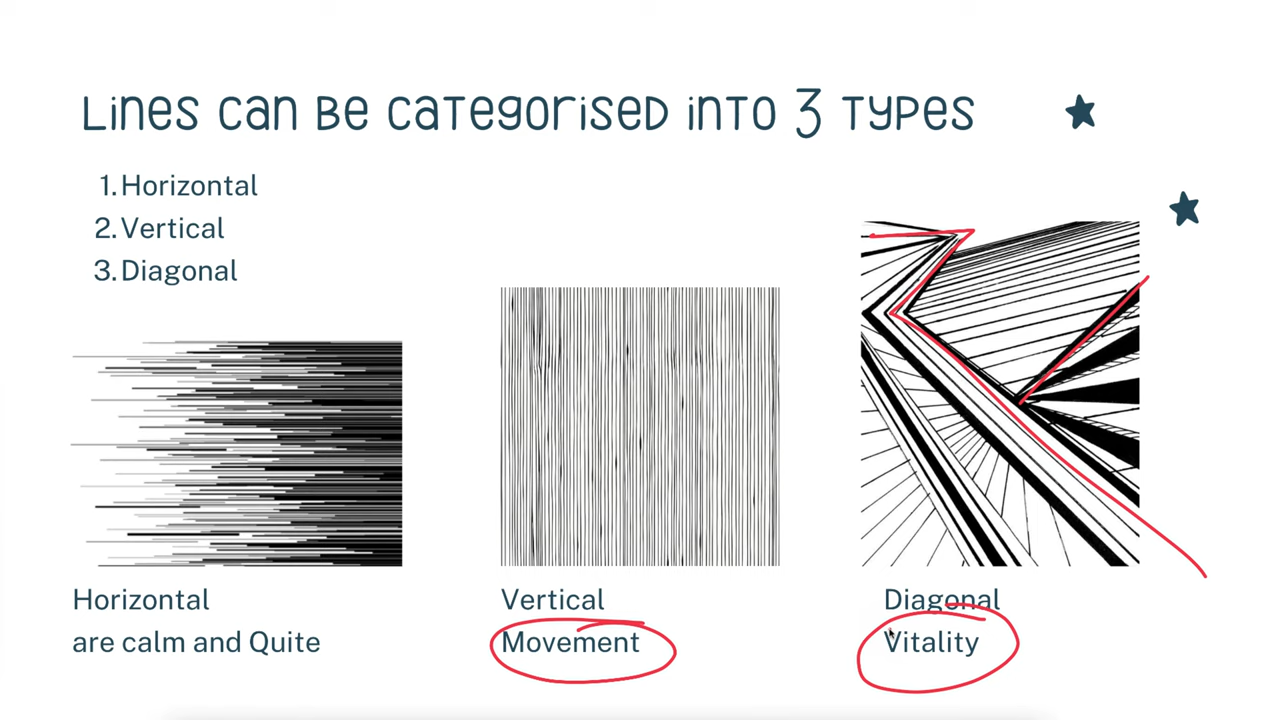 Lines can be categorised into 3 types
1. Horizontal
2. Vertical
3. Diagonal
Horizontal
are calm and Quite
Vertical
Movement
Diagonal
Vitality